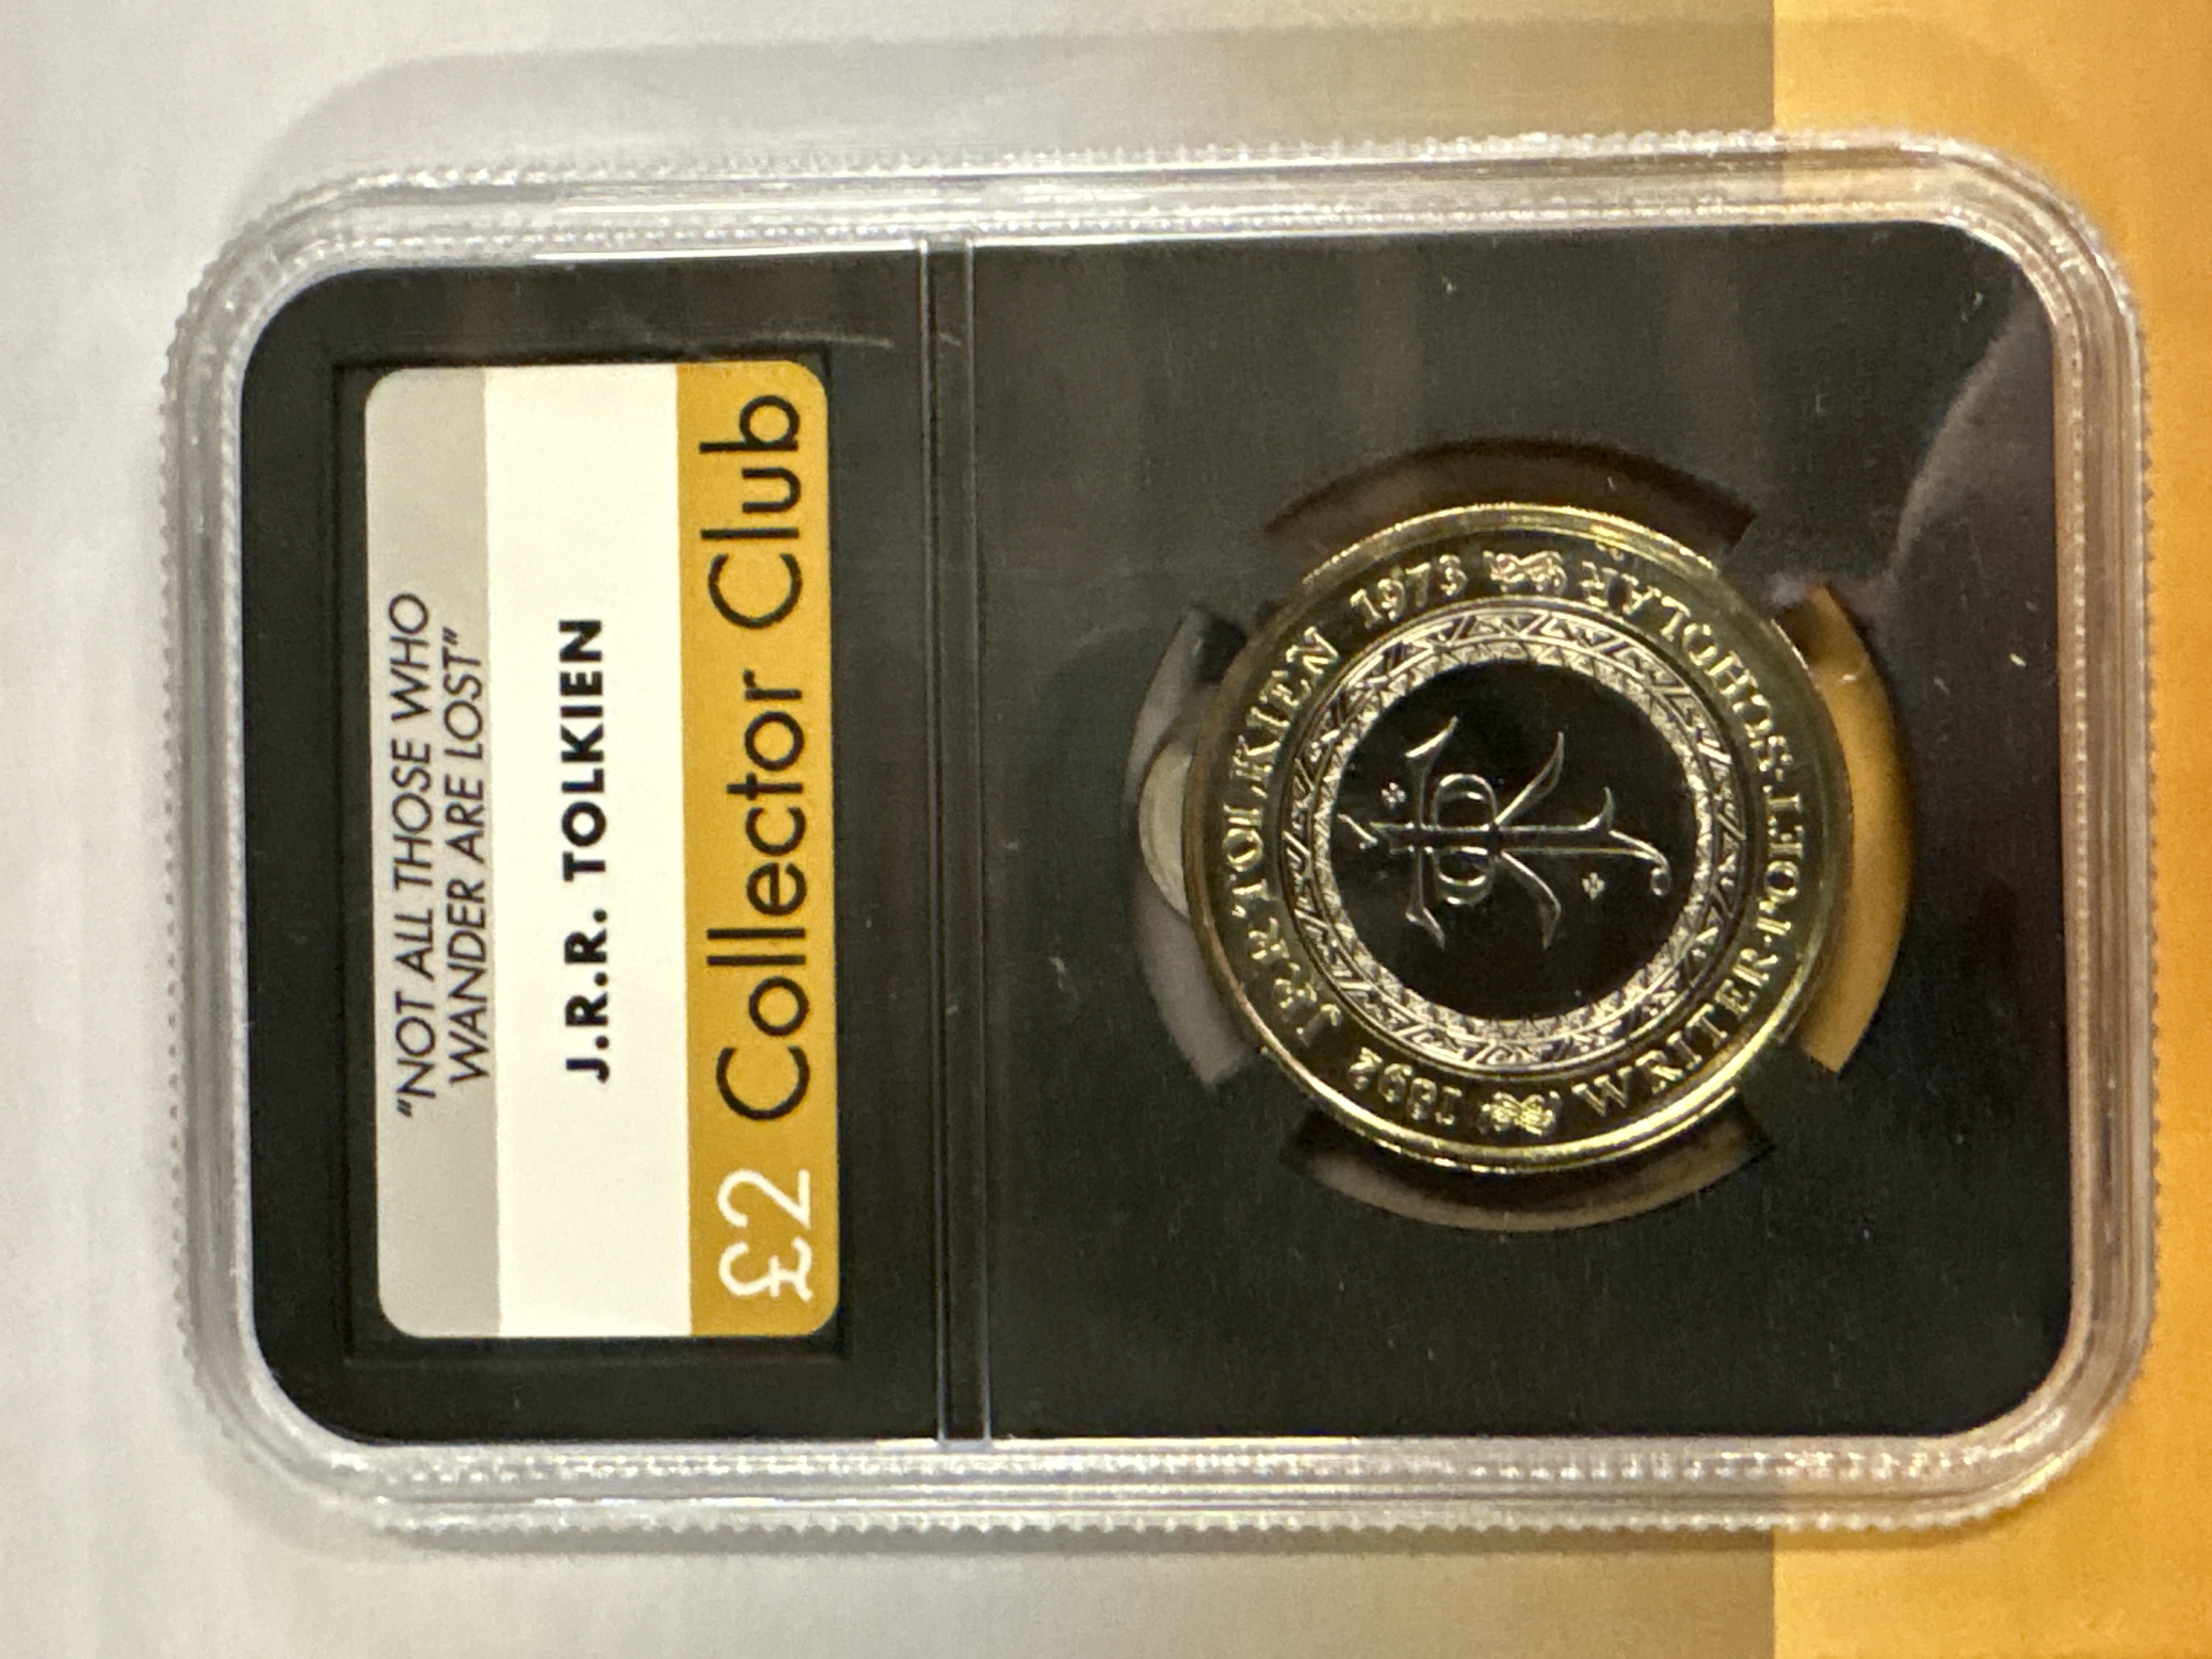 "NOT ALL THOSE WHO
WANDER ARE LOST"
J.R.R. TOLKIEN
£2 Collector Club
1892 J.R.R. TOLKIEN 1973
WRITER·POET·SCHOLAR